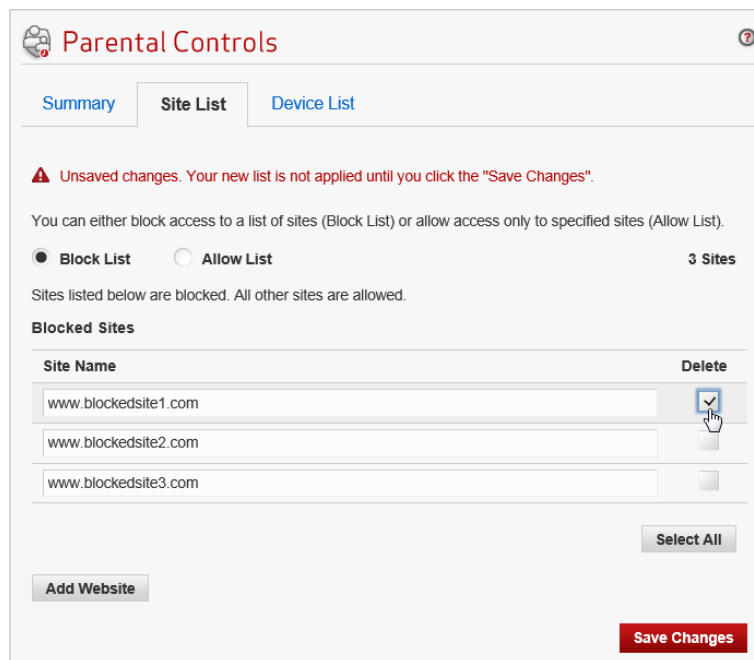 Parental Controls
?
Summary Site List Device List
Unsaved changes. Your new list is not applied until you click the "Save Changes".
You can either block access to a list of sites (Block List) or allow access only to specified sites (Allow List).
Block List Allow List 3 Sites
Sites listed below are blocked. All other sites are allowed.
Blocked Sites
Site Name Delete
www.blockedsite1.com
www.blockedsite2.com
www.blockedsite3.com
Select All
Add Website
Save Changes